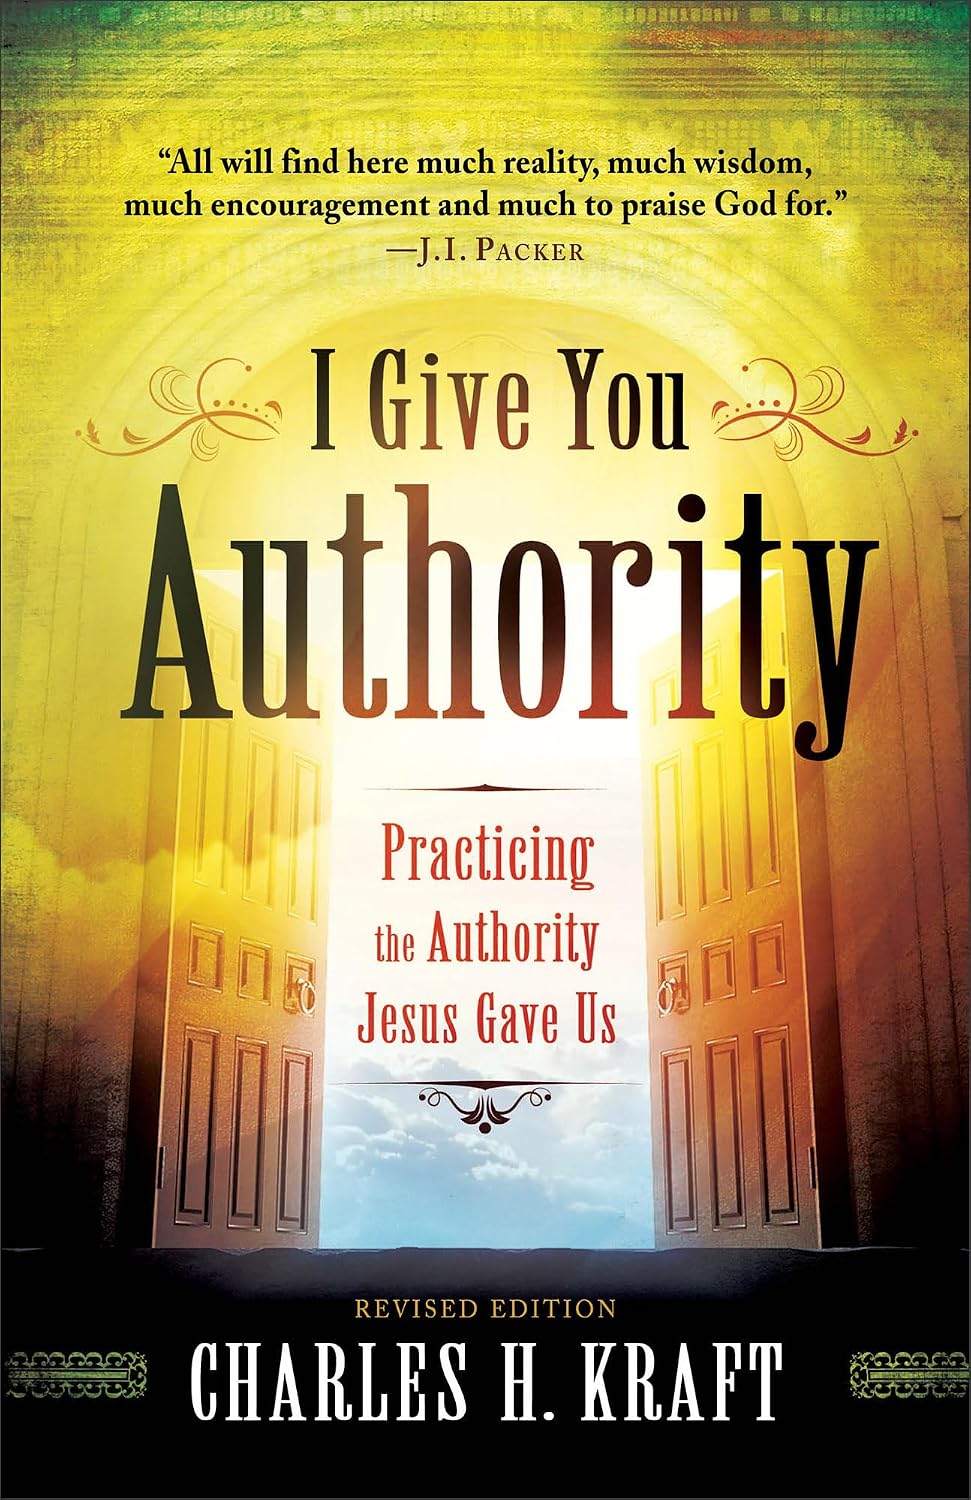 “All will find here much reality, much wisdom,
much encouragement and much to praise God for.”
—J.I. PACKER
I Give You
Authority
Practicing
the Authority
Jesus Gave Us
REVISED EDITION
CHARLES H. KRAFT